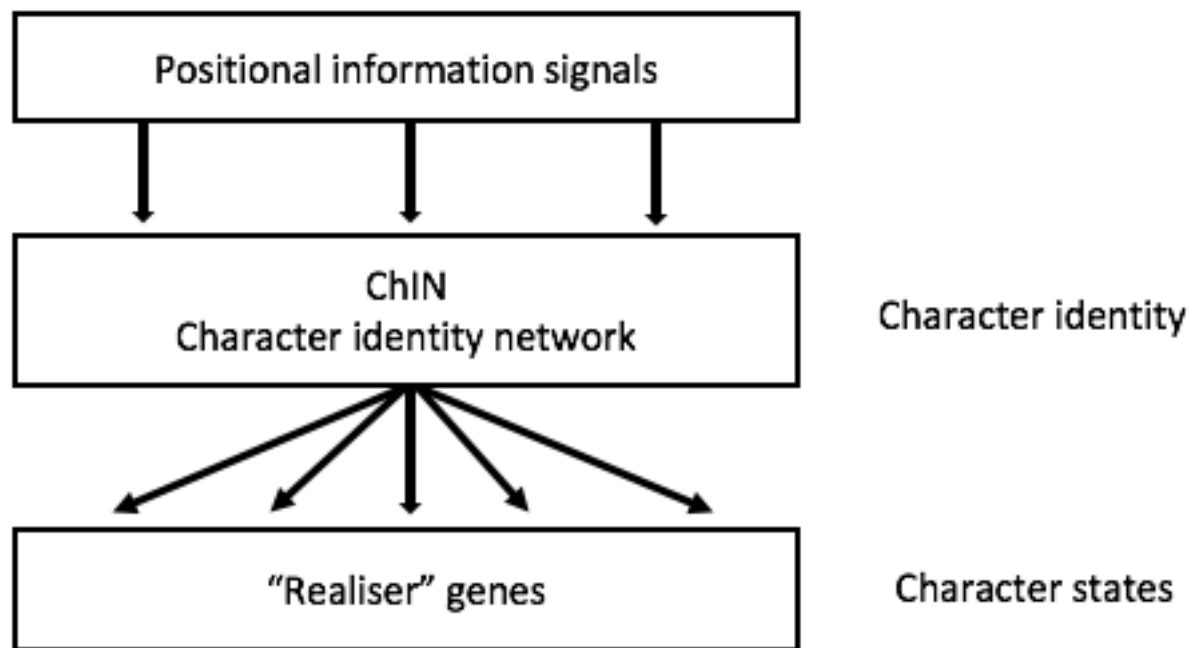 Positional information signals
ChIN
Character identity network
Character identity
“Realiser” genes
Character states